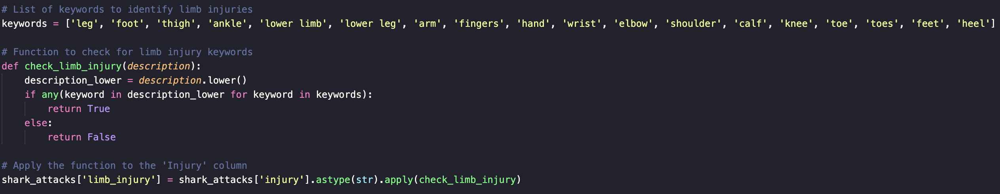 # List of keywords to identify limb injuries
keywords = ['leg', 'foot', 'thigh', 'ankle', 'lower limb', 'lower leg', 'arm', 'fingers', 'hand', 'wrist', 'elbow', 'shoulder', 'calf', 'knee', 'toe', 'toes', 'feet', 'heel']

# Function to check for limb injury keywords
def check_limb_injury(description):
    description_lower = description.lower()
    if any(keyword in description_lower for keyword in keywords):
        return True
    else:
        return False

# Apply the function to the 'Injury' column
shark_attacks['limb_injury'] = shark_attacks['injury'].astype(str).apply(check_limb_injury)